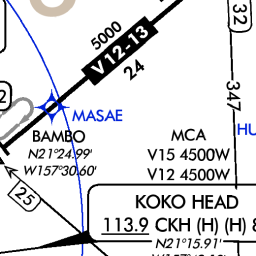 32
5000
V12-13
24
347
2
MASAE
HU
BAMBO
N21°24.99'
W157°30.60'
MCA
V15 4500W
V12 4500W
25
KOKO HEAD
113.9 CKH (H) (H) 8
N21°15.91'